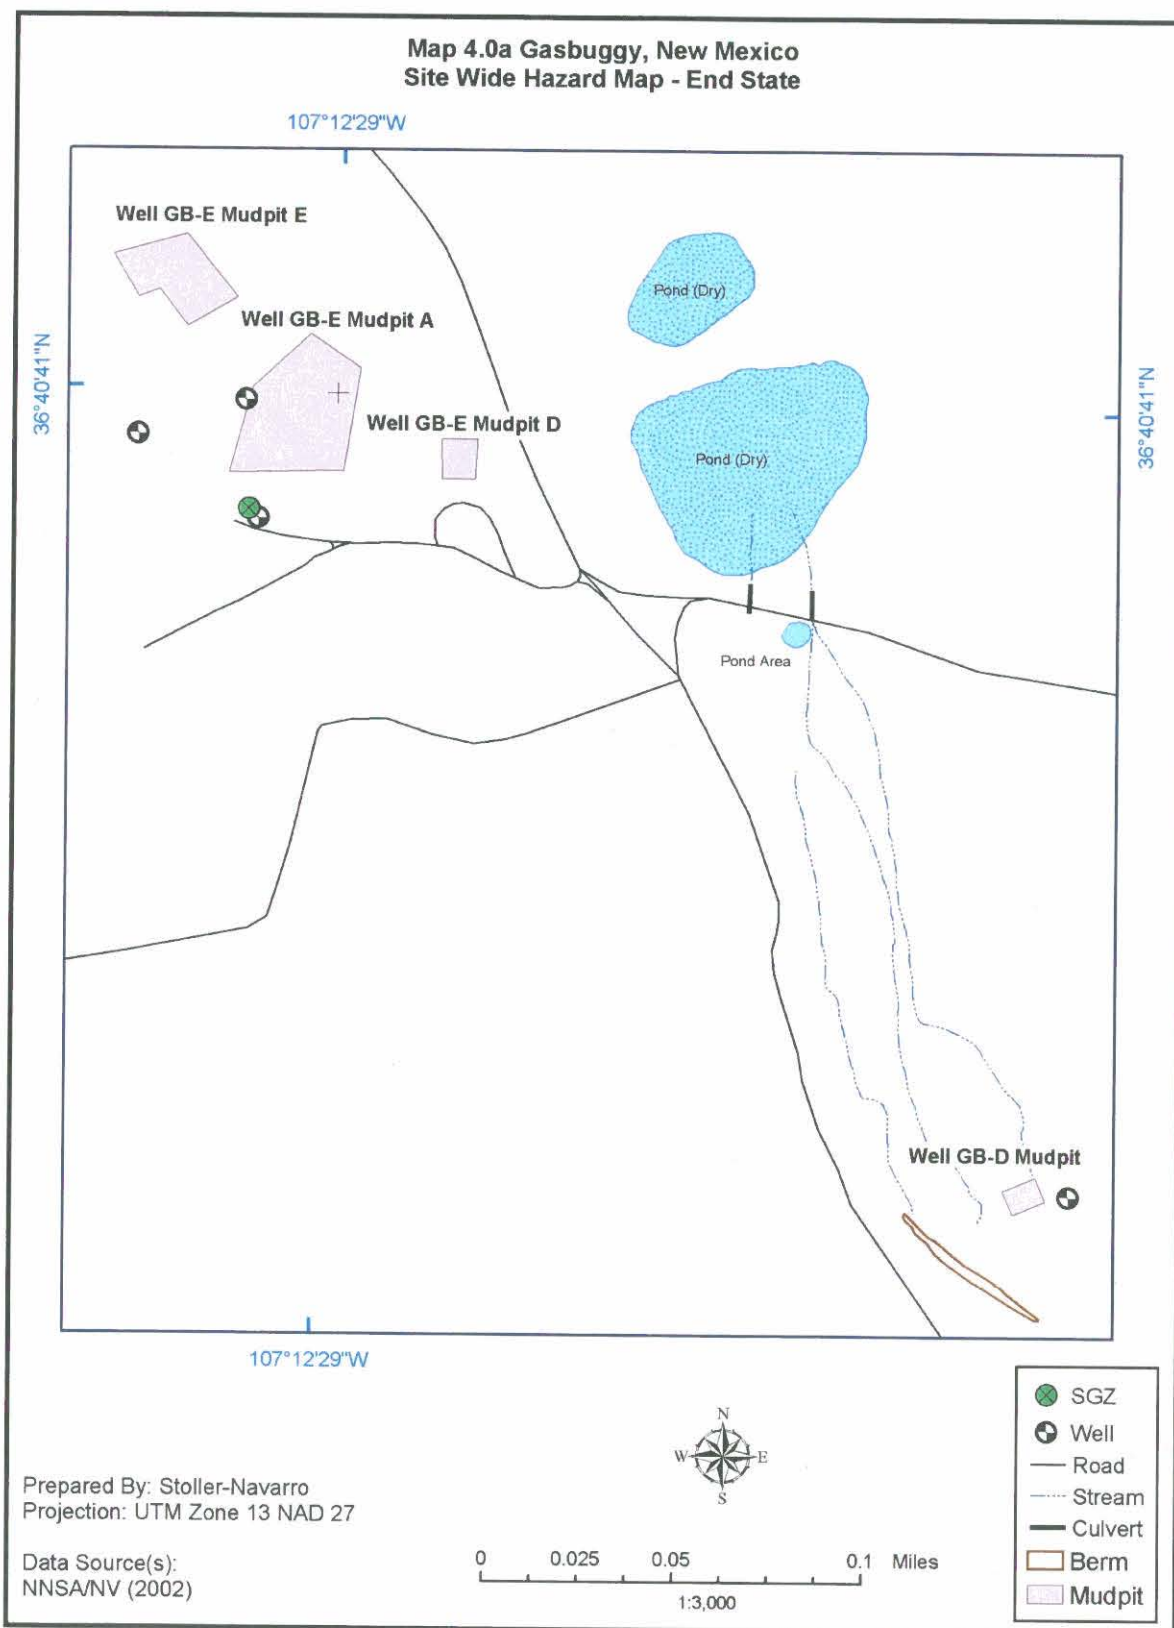 Map 4.0a Gasbuggy, New Mexico
Site Wide Hazard Map - End State
107°12'29"W
Well GB-E Mudpit E
Pond (Dry)
Well GB-E Mudpit A
36°40'41"N
36°40'41"N
Well GB-E Mudpit D
Pond (Dry)
Pond Area
Well GB-D Mudpit
107°12'29"W
N
W
E
S
SGZ
Well
Road
Stream
Culvert
Berm
Mudpit
Prepared By: Stoller-Navarro
Projection: UTM Zone 13 NAD 27
Data Source(s):
NNSA/NV (2002)
0 0.025 0.05 0.1 Miles
1:3,000